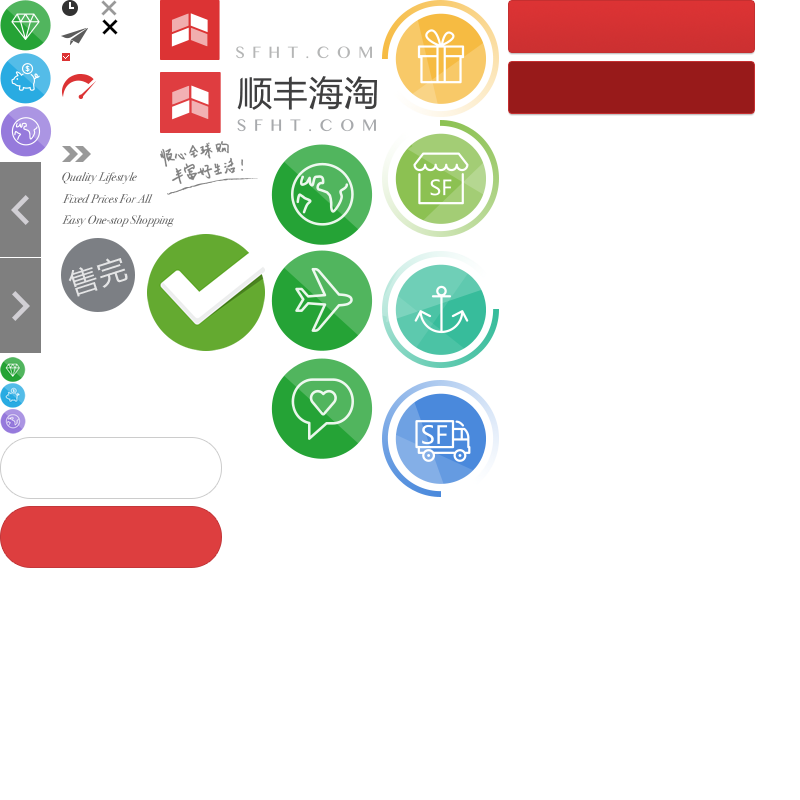 SFHT.COM
顺丰海淘
SFHT.COM
顺心全球购
丰富好生活！
Quality Lifestyle
Fixed Prices For All
Easy One-stop Shopping
售完
SF
SF
$